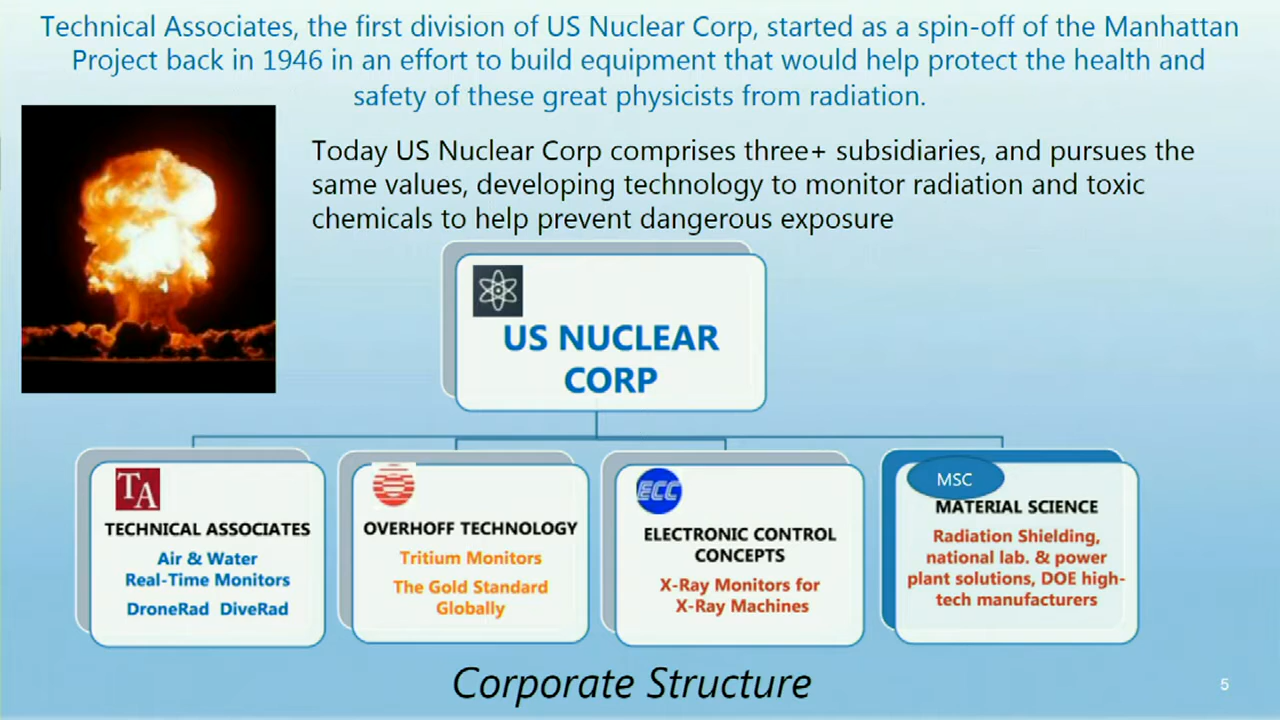 Technical Associates, the first division of US Nuclear Corp, started as a spin-off of the Manhattan
Project back in 1946 in an effort to build equipment that would help protect the health and
safety of these great physicists from radiation.
Today US Nuclear Corp comprises three+ subsidiaries, and pursues the
same values, developing technology to monitor radiation and toxic
chemicals to help prevent dangerous exposure
US NUCLEAR
CORP
TA
TECHNICAL ASSOCIATES
Air & Water
Real-Time Monitors
DroneRad DiveRad
OVERHOFF TECHNOLOGY
Tritium Monitors
The Gold Standard
Globally
ECC
ELECTRONIC CONTROL
CONCEPTS
X-Ray Monitors for
X-Ray Machines
MSC
MATERIAL SCIENCE
Radiation Shielding,
national lab. & power
plant solutions, DOE high-
tech manufacturers
Corporate Structure
5